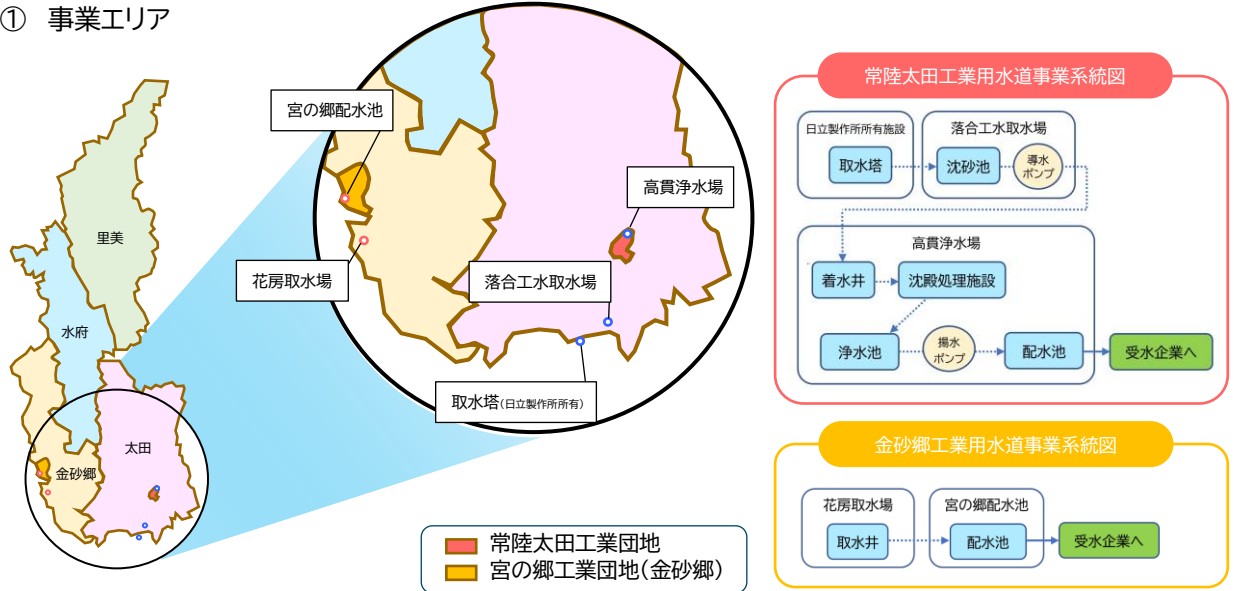 ① 事業エリア
里美
水府
太田
金砂郷
宮の郷配水池
高貫浄水場
花房取水場
落合工水取水場
取水塔(日立製作所所有)
常陸太田工業団地
宮の郷工業団地(金砂郷)
常陸太田工業用水道事業系統図
日立製作所所有施設
取水塔
落合工水取水場
沈砂池
導水
ポンプ
高貫浄水場
着水井
沈殿処理施設
浄水池
揚水
ポンプ
配水池
受水企業へ
金砂郷工業用水道事業系統図
花房取水場
取水井
宮の郷配水池
配水池
受水企業へ